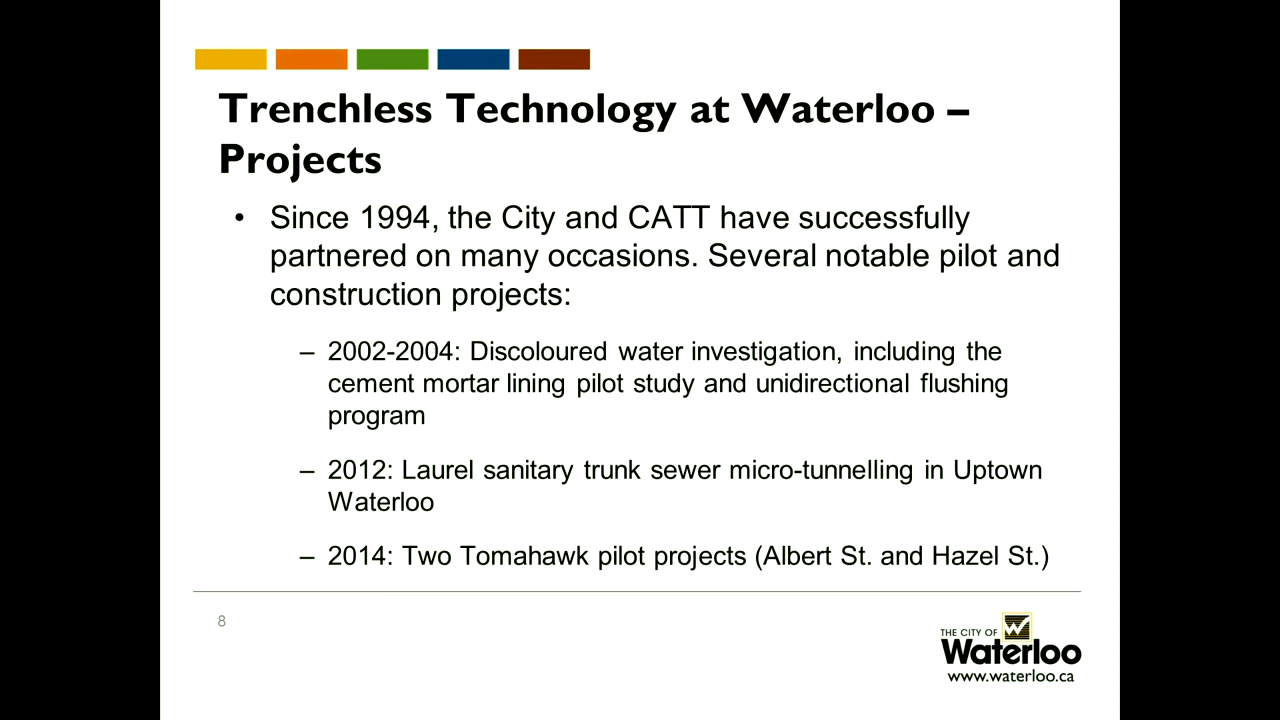 Trenchless Technology at Waterloo –
Projects
• Since 1994, the City and CATT have successfully
partnered on many occasions. Several notable pilot and
construction projects:
– 2002-2004: Discoloured water investigation, including the
cement mortar lining pilot study and unidirectional flushing
program
– 2012: Laurel sanitary trunk sewer micro-tunnelling in Uptown
Waterloo
– 2014: Two Tomahawk pilot projects (Albert St. and Hazel St.)
8
THE CITY OF
Waterloo
www.waterloo.ca